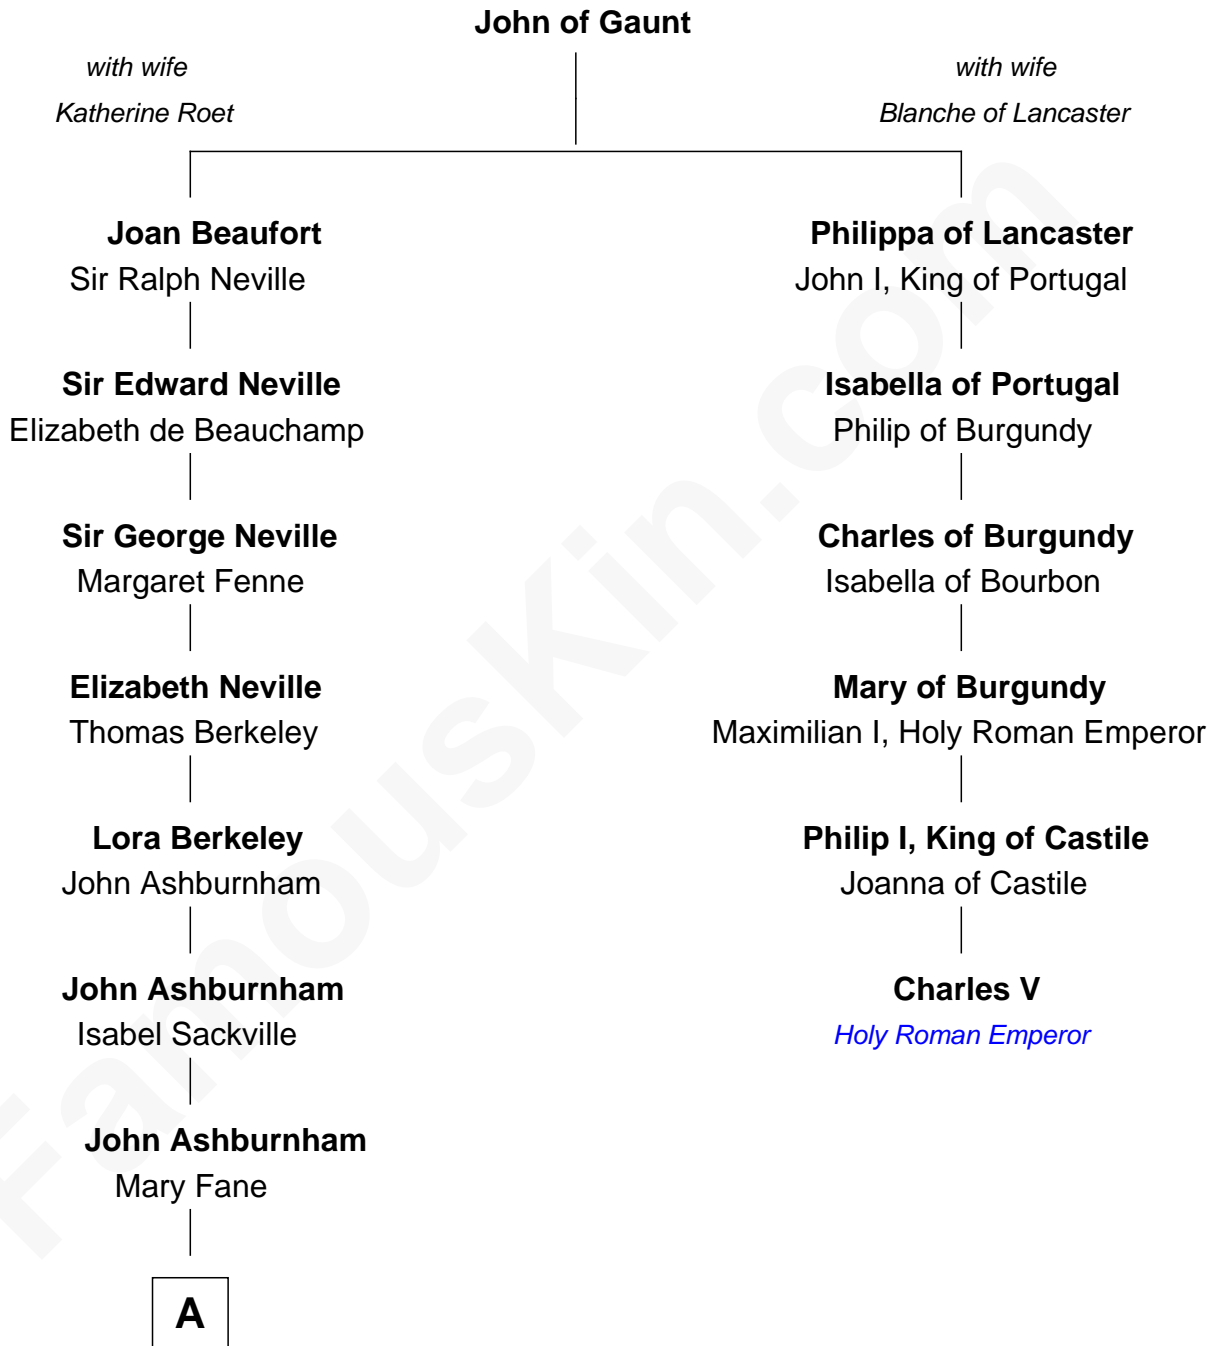 John of Gaunt
with wife
Katherine Roet
with wife
Blanche of Lancaster
Joan Beaufort
Sir Ralph Neville
Philippa of Lancaster
John I, King of Portugal
Sir Edward Neville
Elizabeth de Beauchamp
Isabella of Portugal
Philip of Burgundy
Sir George Neville
Margaret Fenne
Charles of Burgundy
Isabella of Bourbon
Elizabeth Neville
Thomas Berkeley
Mary of Burgundy
Maximilian I, Holy Roman Emperor
Lora Berkeley
John Ashburnham
Philip I, King of Castile
Joanna of Castile
John Ashburnham
Isabel Sackville
Charles V
Holy Roman Emperor
John Ashburnham
Mary Fane
A
FamousKin.com